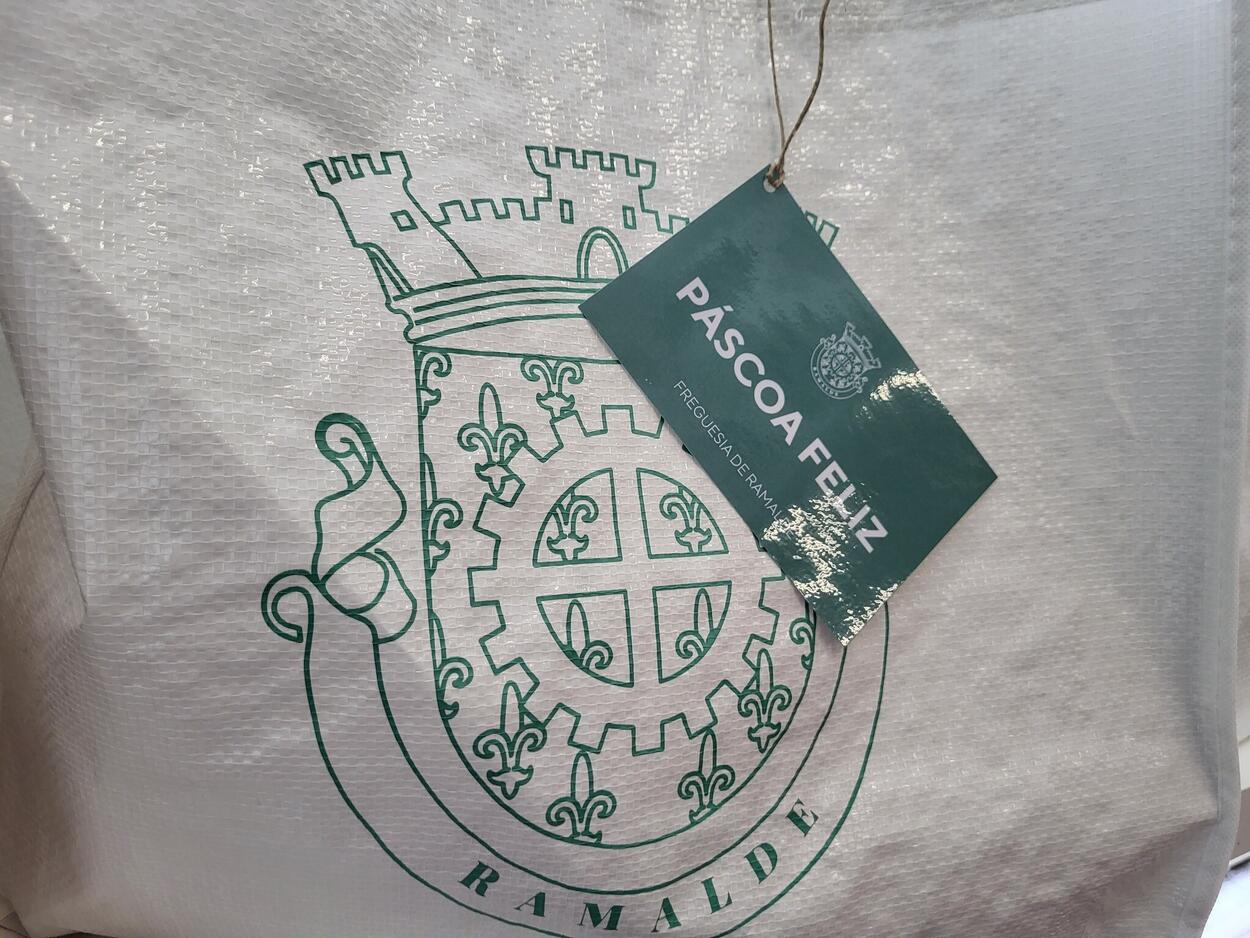 PÁSCOA FELIZ
FREGUESIA DE
RAMALDE